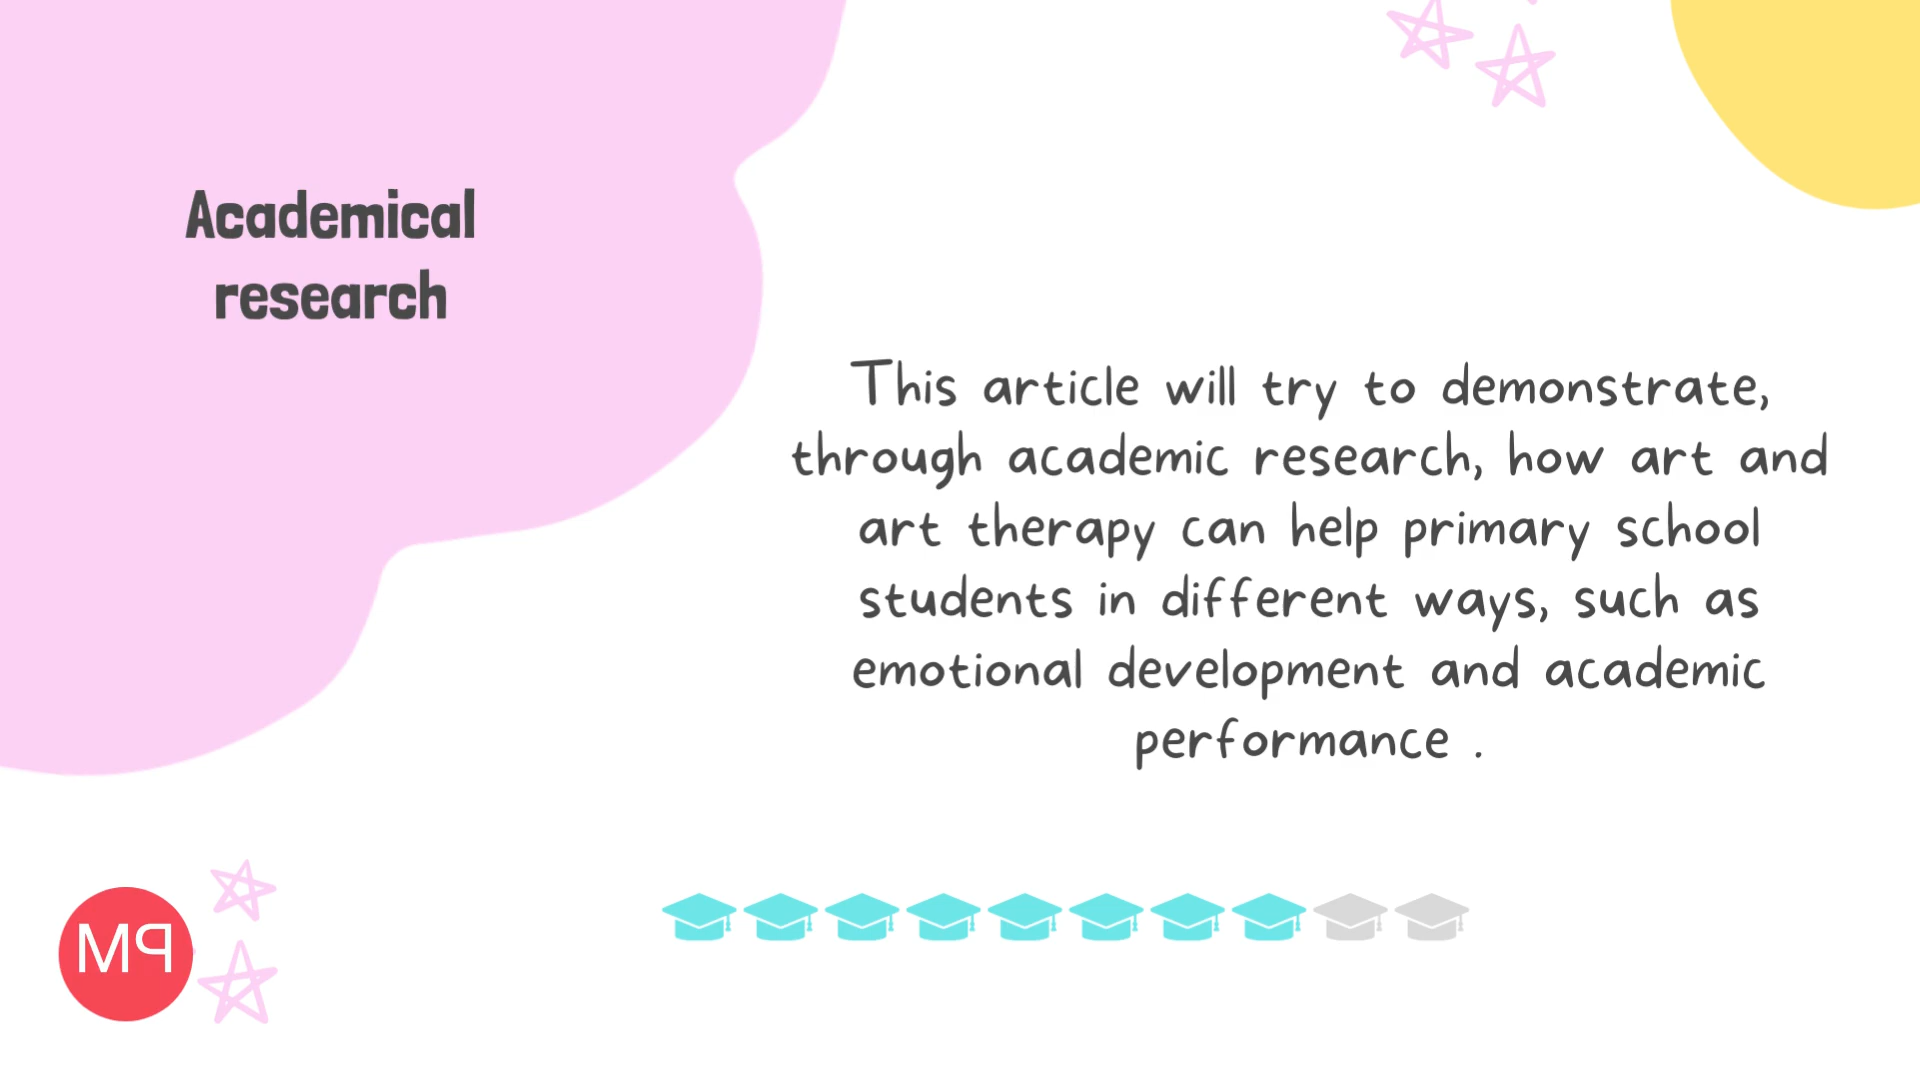 Academical
research
This article will try to demonstrate,
through academic research, how art and
art therapy can help primary school
students in different ways, such as
emotional development and academic
performance .
MP